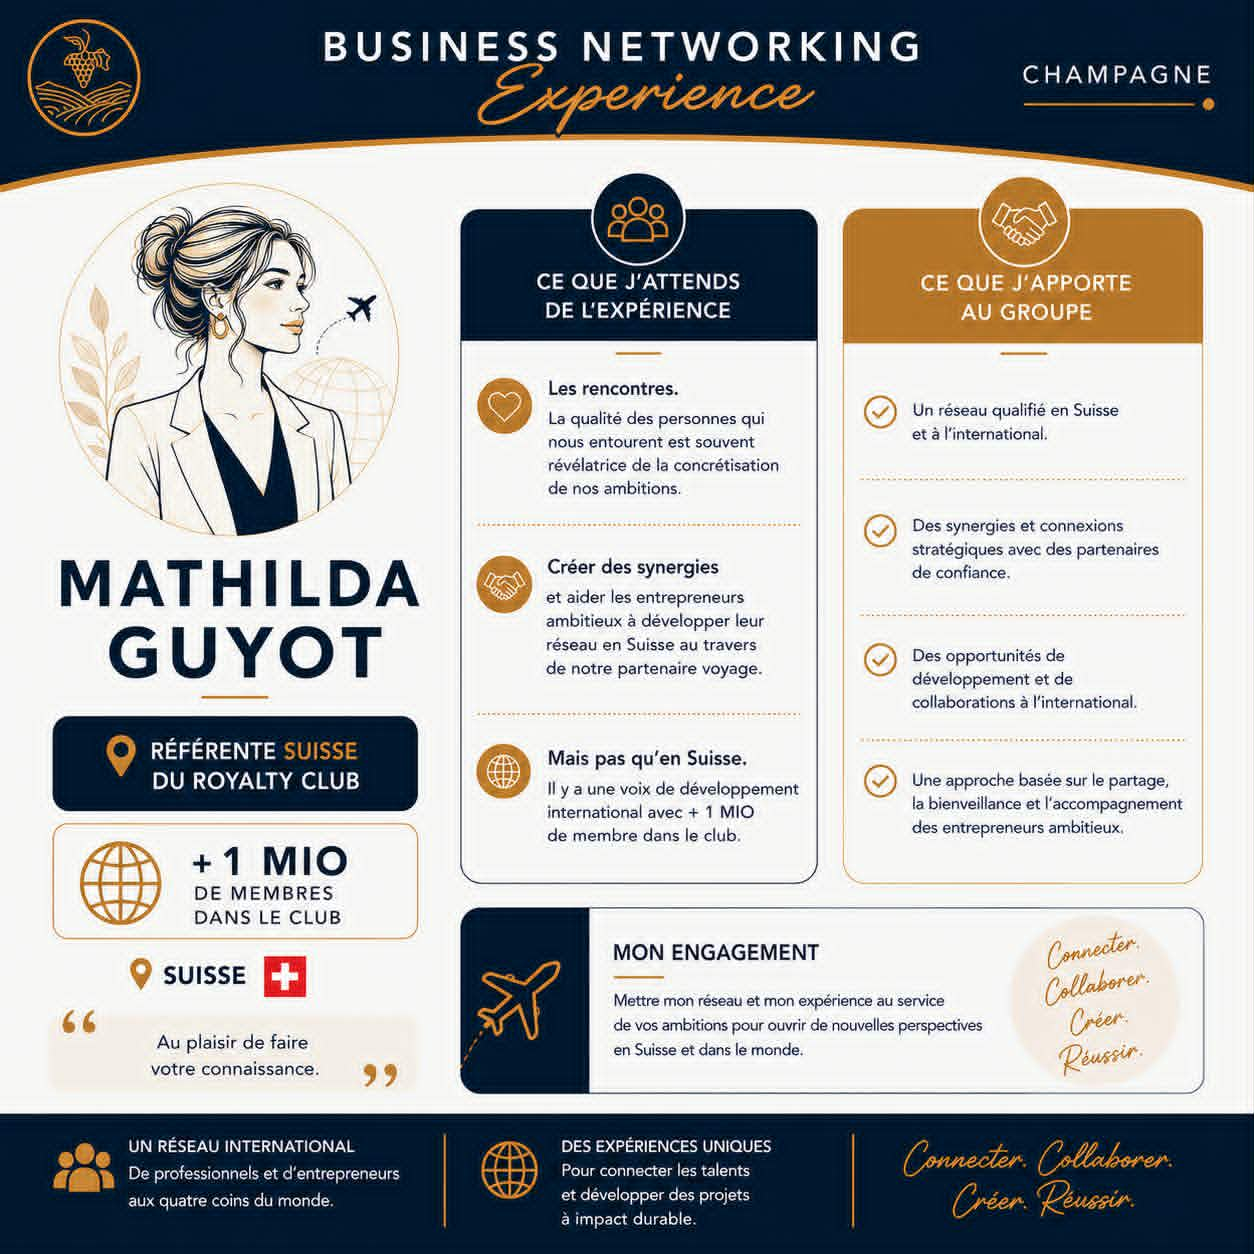 BUSINESS NETWORKING
Experience
CHAMPAGNE
MATHILDA
GUYOT
RÉFÉRENTE SUISSE
DU ROYALTY CLUB
+ 1 MIO
DE MEMBRES
DANS LE CLUB
SUISSE
“
Au plaisir de faire
votre connaissance.
”
CE QUE J’ATTENDS
DE L’EXPÉRIENCE
Les rencontres.
La qualité des personnes qui
nous entourent est souvent
révélatrice de la concrétisation
de nos ambitions.
Créer des synergies
et aider les entrepreneurs
ambitieux à développer leur
réseau en Suisse au travers
de notre partenaire voyage.
Mais pas qu’en Suisse.
Il y a une voix de développement
international avec + 1 MIO
de membre dans le club.
CE QUE J’APPORTE
AU GROUPE
Un réseau qualifié en Suisse
et à l’international.
Des synergies et connexions
stratégiques avec des partenaires
de confiance.
Des opportunités de
développement et de
collaborations à l’international.
Une approche basée sur le partage,
la bienveillance et l’accompagnement
des entrepreneurs ambitieux.
MON ENGAGEMENT
Mettre mon réseau et mon expérience au service
de vos ambitions pour ouvrir de nouvelles perspectives
en Suisse et dans le monde.
Connecter.
Collaborer.
Créer.
Réussir.
UN RÉSEAU INTERNATIONAL
De professionnels et d’entrepreneurs
aux quatre coins du monde.
DES EXPÉRIENCES UNIQUES
Pour connecter les talents
et développer des projets
à impact durable.
Connecter. Collaborer.
Créer. Réussir.